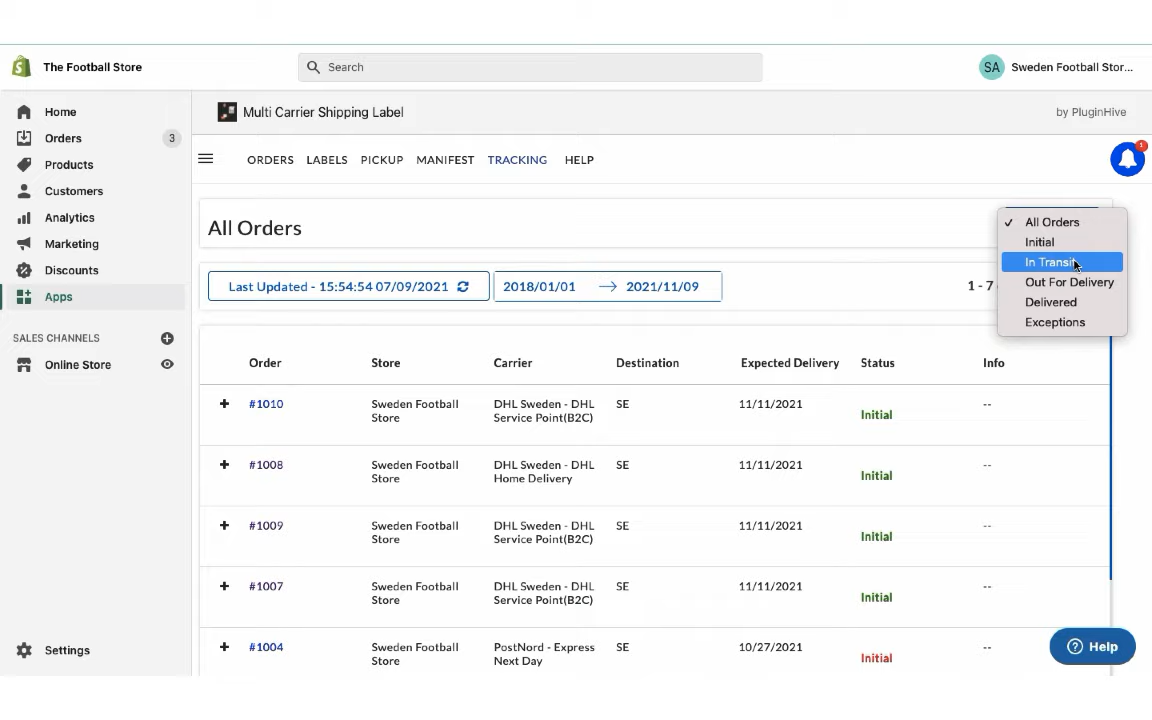 The Football Store
Search
SA
Sweden Football Stor...
Home
Orders
3
Products
Customers
Analytics
Marketing
Discounts
Apps
SALES CHANNELS
Online Store
Settings
Multi Carrier Shipping Label
by PluginHive
ORDERS LABELS PICKUP MANIFEST TRACKING HELP
1
All Orders
✓ All Orders
Initial
In Transit
Out For Delivery
Delivered
Exceptions
Last Updated - 15:54:54 07/09/2021
2018/01/01 → 2021/11/09
1 - 7
Order Store Carrier Destination Expected Delivery Status Info
+ #1010 Sweden Football DHL Sweden - DHL SE 11/11/2021 Initial --
Store Service Point(B2C)
+ #1008 Sweden Football DHL Sweden - DHL SE 11/11/2021 Initial --
Store Home Delivery
+ #1009 Sweden Football DHL Sweden - DHL SE 11/11/2021 Initial --
Store Service Point(B2C)
+ #1007 Sweden Football DHL Sweden - DHL SE 11/11/2021 Initial --
Store Service Point(B2C)
+ #1004 Sweden Football PostNord - Express SE 10/27/2021 Initial --
Store Next Day
Help